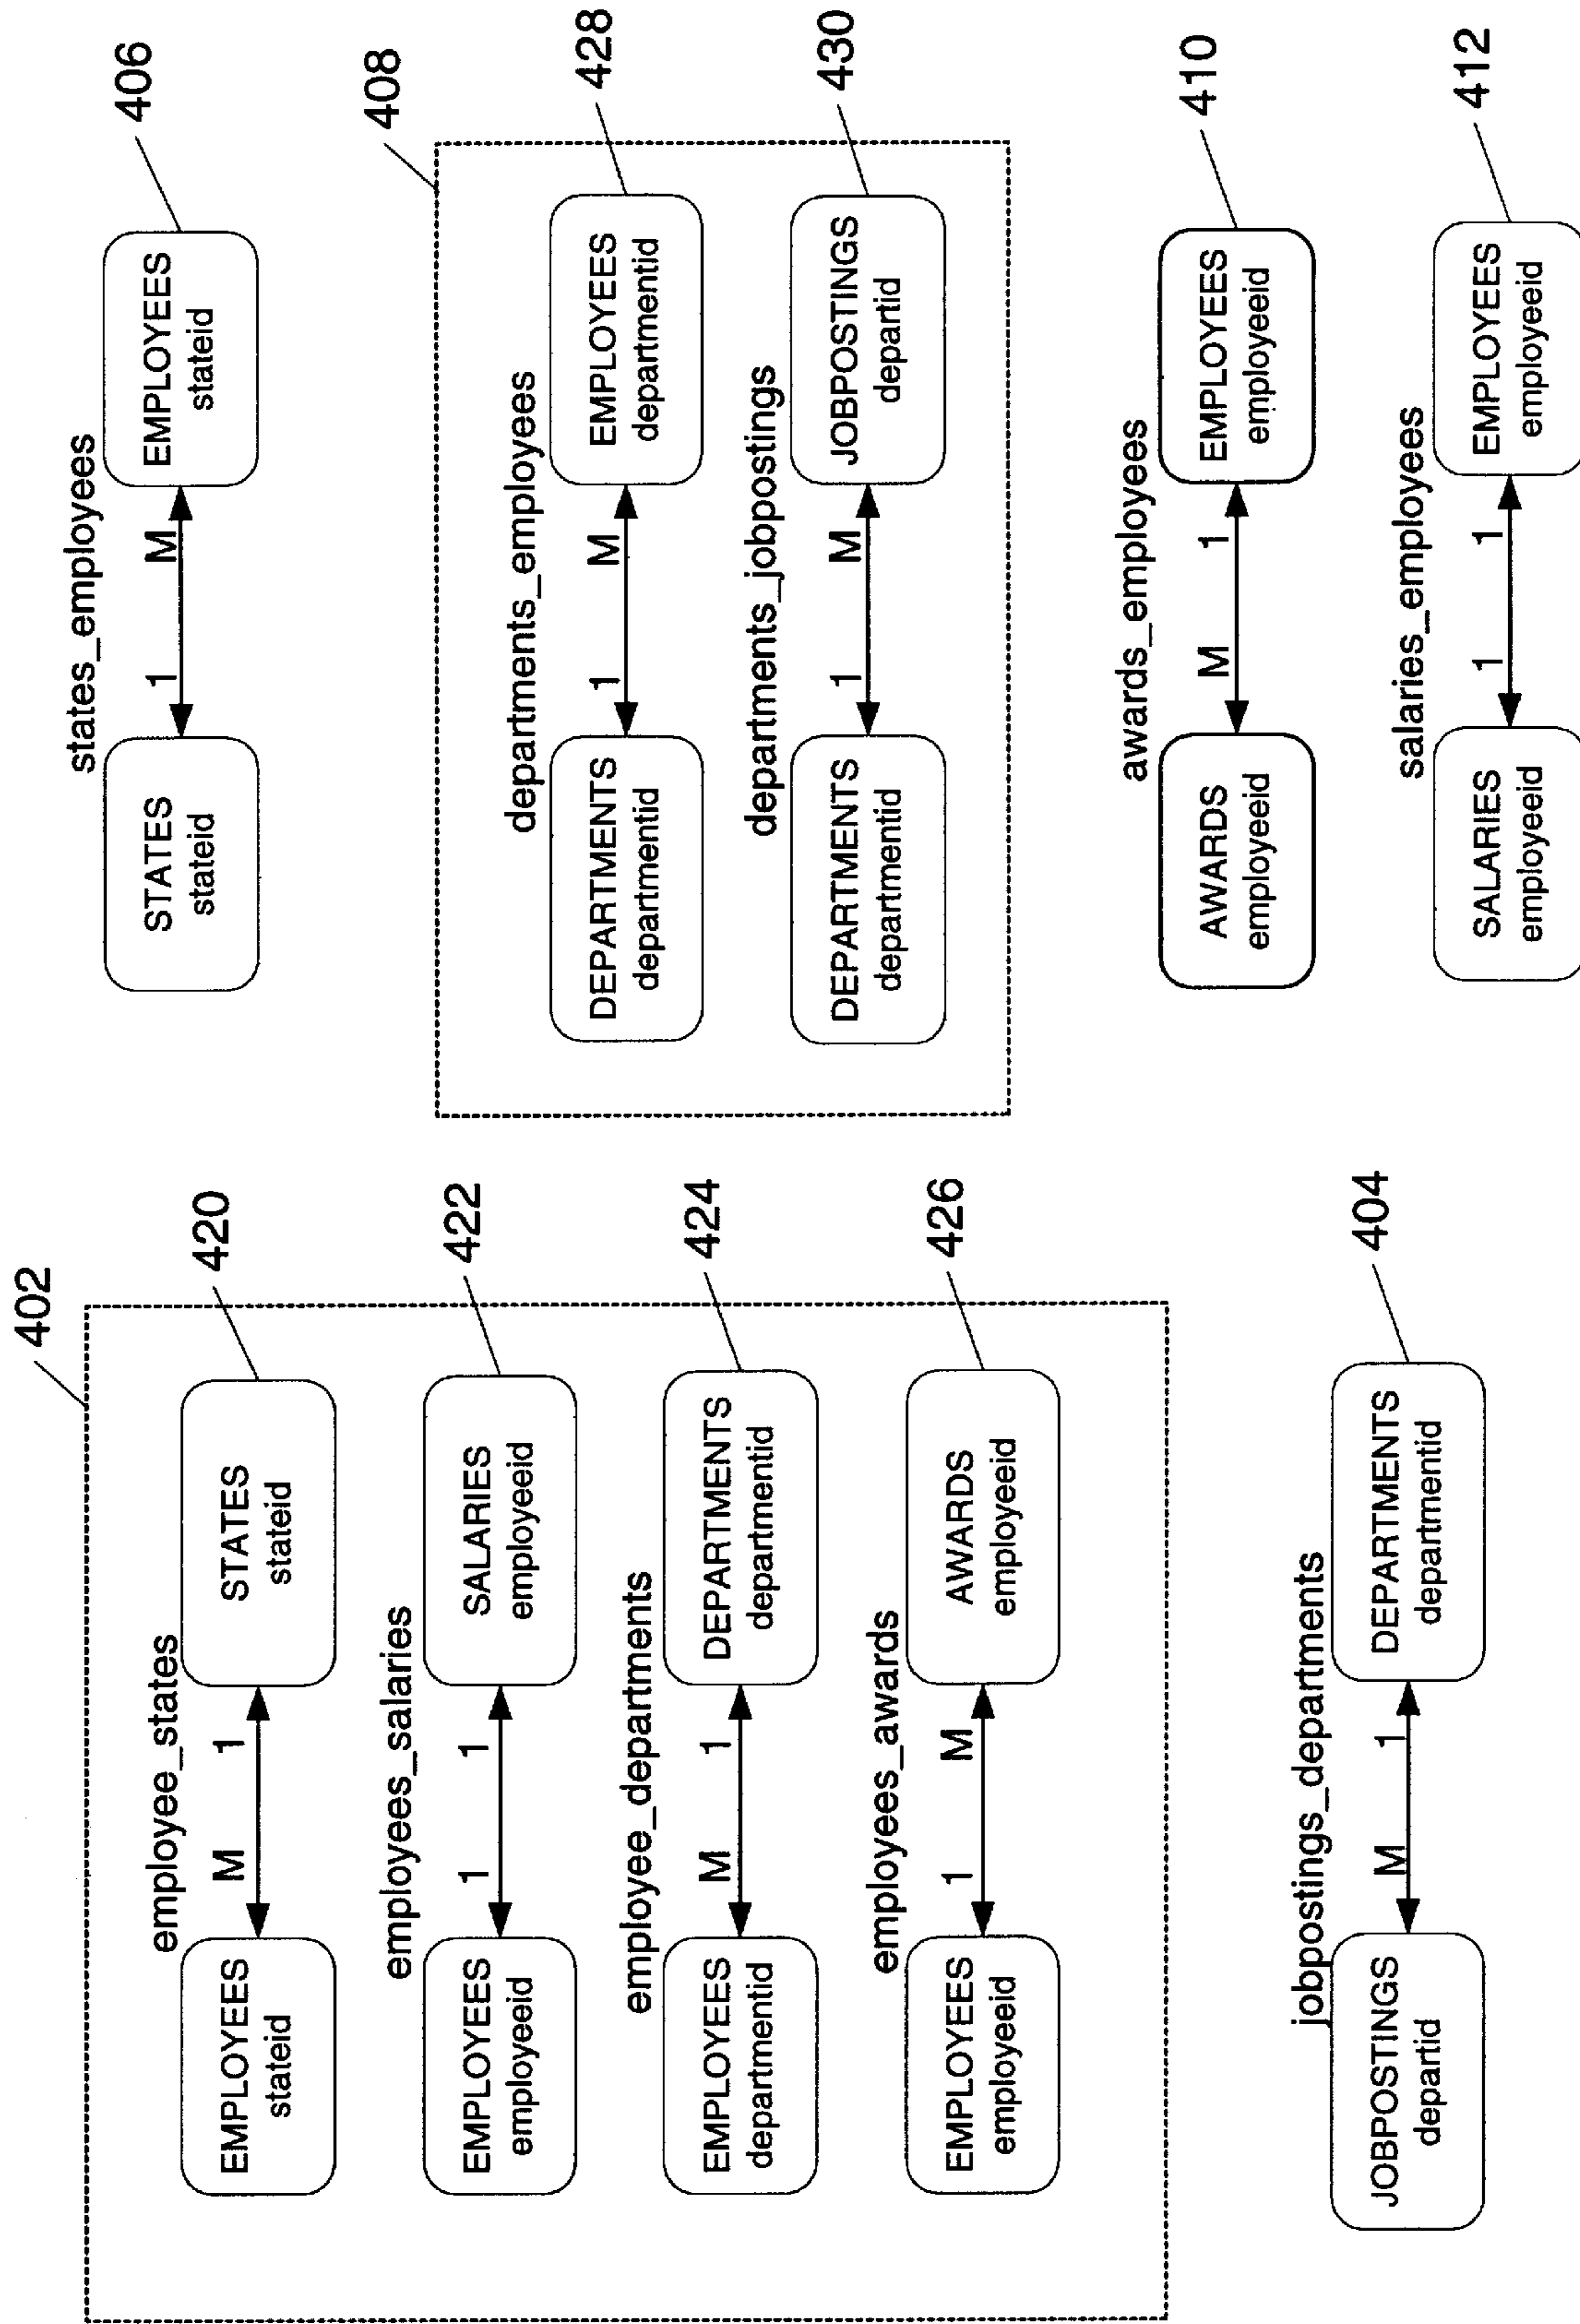 402
employee_states
EMPLOYEES
stateid
M 1
STATES
stateid
420
employees_salaries
EMPLOYEES
employeeid
1 1
SALARIES
employeeid
422
employee_departments
EMPLOYEES
departmentid
M 1
DEPARTMENTS
departmentid
424
employees_awards
EMPLOYEES
employeeid
1 M
AWARDS
employeeid
426
jobpostings_departments
JOBPOSTINGS
departid
M 1
DEPARTMENTS
departmentid
404
states_employees
STATES
stateid
1 M
EMPLOYEES
stateid
406
408
departments_employees
DEPARTMENTS
departmentid
1 M
EMPLOYEES
departmentid
428
departments_jobpostings
DEPARTMENTS
departmentid
1 M
JOBPOSTINGS
departid
430
awards_employees
AWARDS
employeeid
M 1
EMPLOYEES
employeeid
410
salaries_employees
SALARIES
employeeid
1 1
EMPLOYEES
employeeid
412